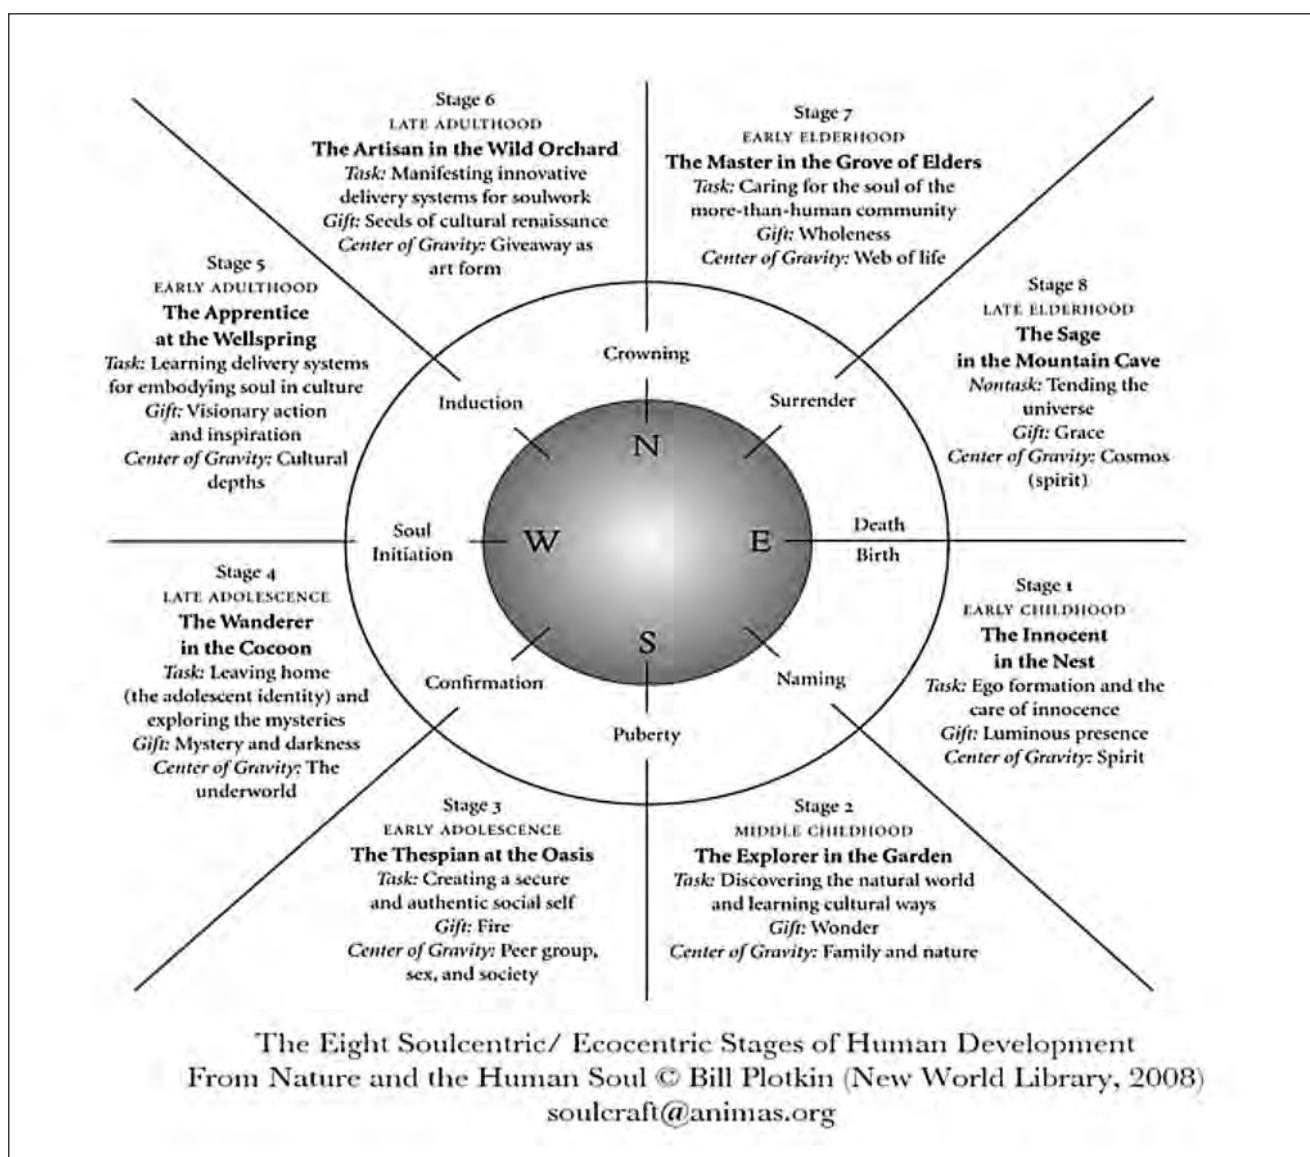 Stage 6
LATE ADULTHOOD
The Artisan in the Wild Orchard
Task: Manifesting innovative
delivery systems for soulwork
Gift: Seeds of cultural renaissance
Center of Gravity: Giveaway as
art form
Stage 7
EARLY ELDERHOOD
The Master in the Grove of Elders
Task: Caring for the soul of the
more-than-human community
Gift: Wholeness
Center of Gravity: Web of life
Stage 5
EARLY ADULTHOOD
The Apprentice
at the Wellspring
Task: Learning delivery systems
for embodying soul in culture
Gift: Visionary action
and inspiration
Center of Gravity: Cultural
depths
Stage 8
LATE ELDERHOOD
The Sage
in the Mountain Cave
Nontask: Tending the
universe
Gift: Grace
Center of Gravity: Cosmos
(spirit)
Crowning
Induction
Surrender
N
Soul
Initiation
W
E
Death
Birth
S
Confirmation
Naming
Puberty
Stage 4
LATE ADOLESCENCE
The Wanderer
in the Cocoon
Task: Leaving home
(the adolescent identity) and
exploring the mysteries
Gift: Mystery and darkness
Center of Gravity: The
underworld
Stage 1
EARLY CHILDHOOD
The Innocent
in the Nest
Task: Ego formation and the
care of innocence
Gift: Luminous presence
Center of Gravity: Spirit
Stage 3
EARLY ADOLESCENCE
The Thespian at the Oasis
Task: Creating a secure
and authentic social self
Gift: Fire
Center of Gravity: Peer group,
sex, and society
Stage 2
MIDDLE CHILDHOOD
The Explorer in the Garden
Task: Discovering the natural world
and learning cultural ways
Gift: Wonder
Center of Gravity: Family and nature
The Eight Soulcentric/ Ecocentric Stages of Human Development
From Nature and the Human Soul © Bill Plotkin (New World Library, 2008)
soulcraft@animas.org